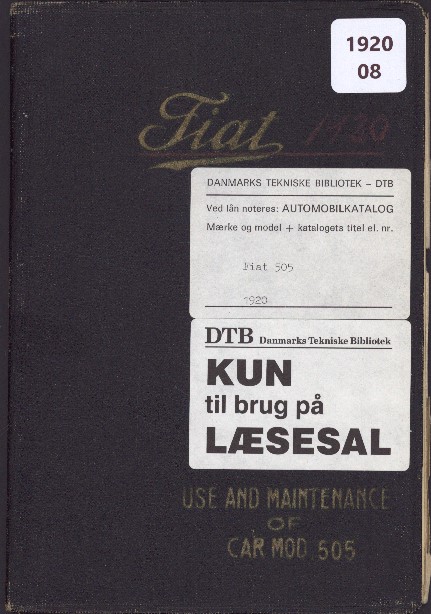 1920
08
Fiat 1920
DANMARKS TEKNISKE BIBLIOTEK – DTB
Ved lån noteres: AUTOMOBILKATALOG
Mærke og model + katalogets titel el. nr.
Fiat 505
1920
DTB Danmarks Tekniske Bibliotek
KUN
til brug på
LÆSESAL
USE AND MAINTENANCE
OF
CAR MOD 505